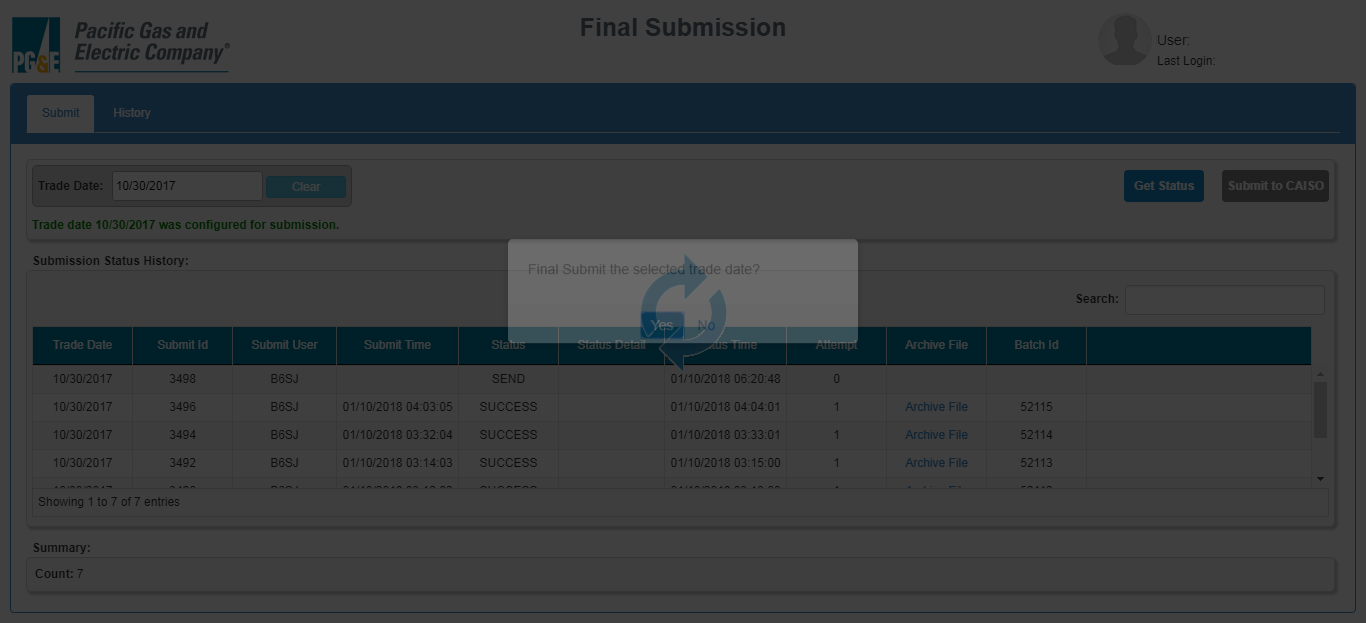 Pacific Gas and
Electric Company®
PG&E
Final Submission
User:
Last Login:
Submit History
Trade Date: 10/30/2017 Clear
Get Status Submit to CAISO
Trade date 10/30/2017 was configured for submission.
Submission Status History:
Final Submit the selected trade date?
Yes No
Search:
Trade Date Submit Id Submit User Submit Time Status Status Detail Time Attempt Archive File Batch Id
10/30/2017 3498 B6SJ SEND 01/10/2018 06:20:48 0
10/30/2017 3496 B6SJ 01/10/2018 04:03:05 SUCCESS 01/10/2018 04:04:01 1 Archive File 52115
10/30/2017 3494 B6SJ 01/10/2018 03:32:04 SUCCESS 01/10/2018 03:33:01 1 Archive File 52114
10/30/2017 3492 B6SJ 01/10/2018 03:14:03 SUCCESS 01/10/2018 03:15:00 1 Archive File 52113
Showing 1 to 7 of 7 entries
Summary:
Count: 7